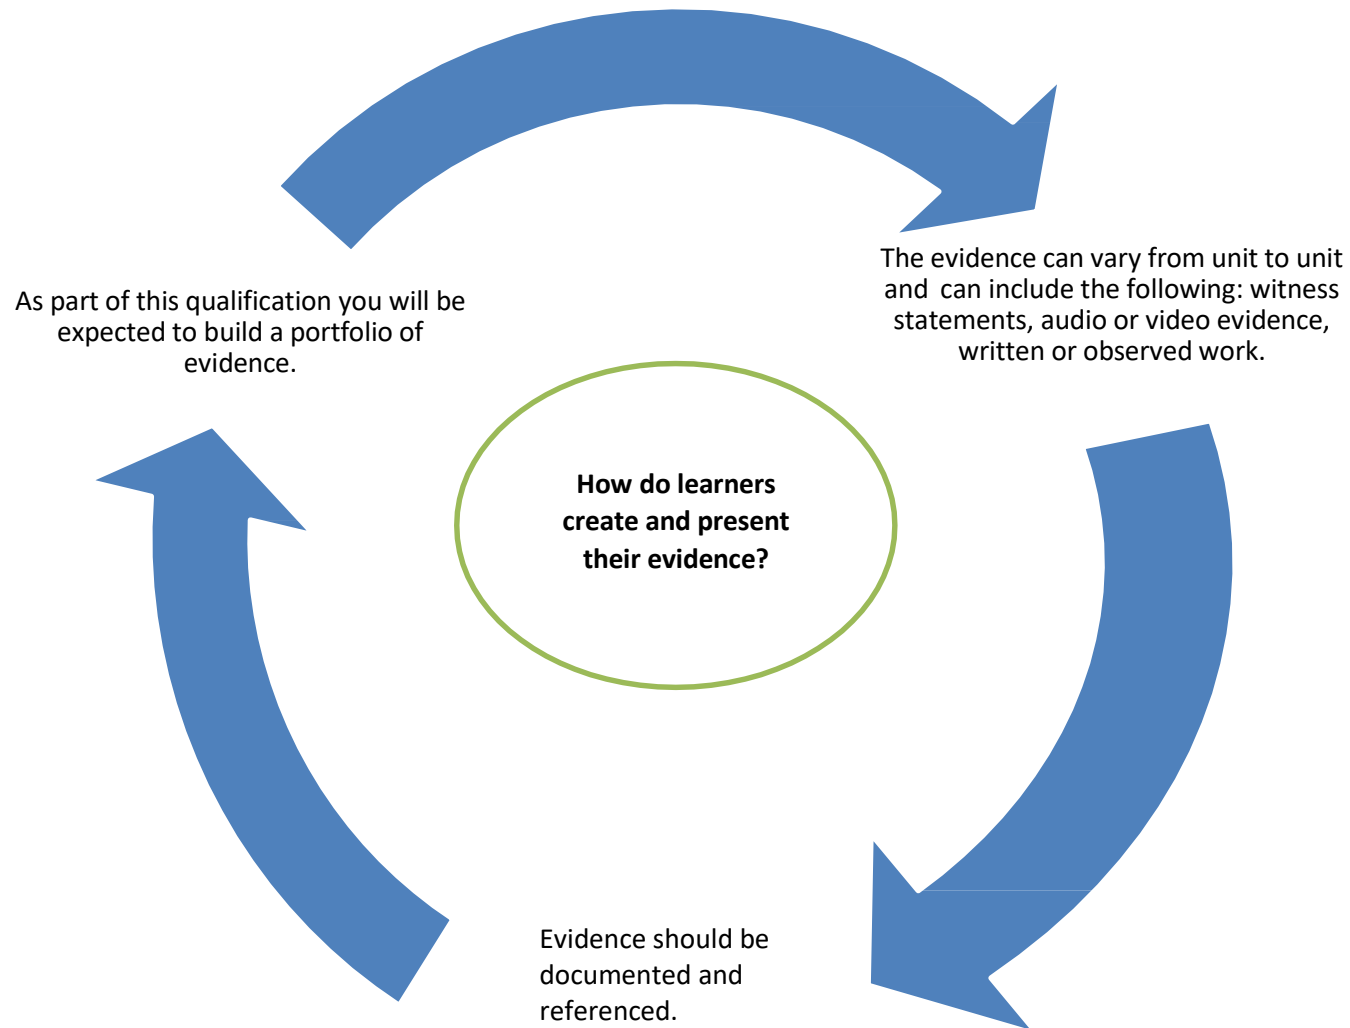 As part of this qualification you will be
expected to build a portfolio of
evidence.
The evidence can vary from unit to unit
and can include the following: witness
statements, audio or video evidence,
written or observed work.
How do learners
create and present
their evidence?
Evidence should be
documented and
referenced.